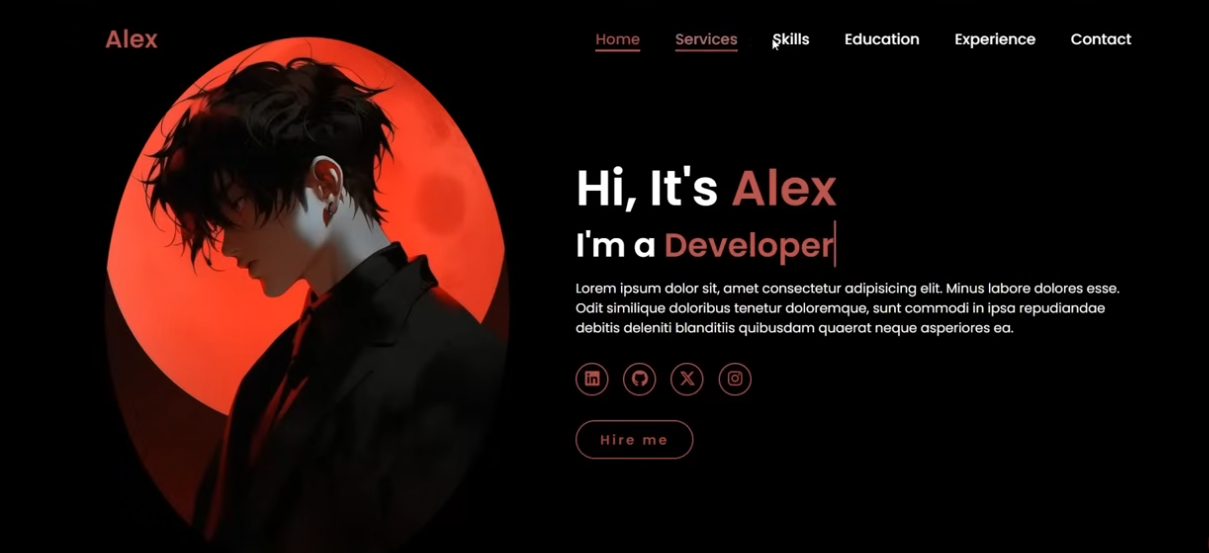 Alex
Home Services Skills Education Experience Contact
Hi, It's Alex
I'm a Developer
Lorem ipsum dolor sit, amet consectetur adipisicing elit. Minus labore dolores esse.
Odit similique doloribus tenetur doloremque, sunt commodi in ipsa repudiandae
debitis deleniti blanditiis quibusdam quaerat neque asperiores ea.
Hire me